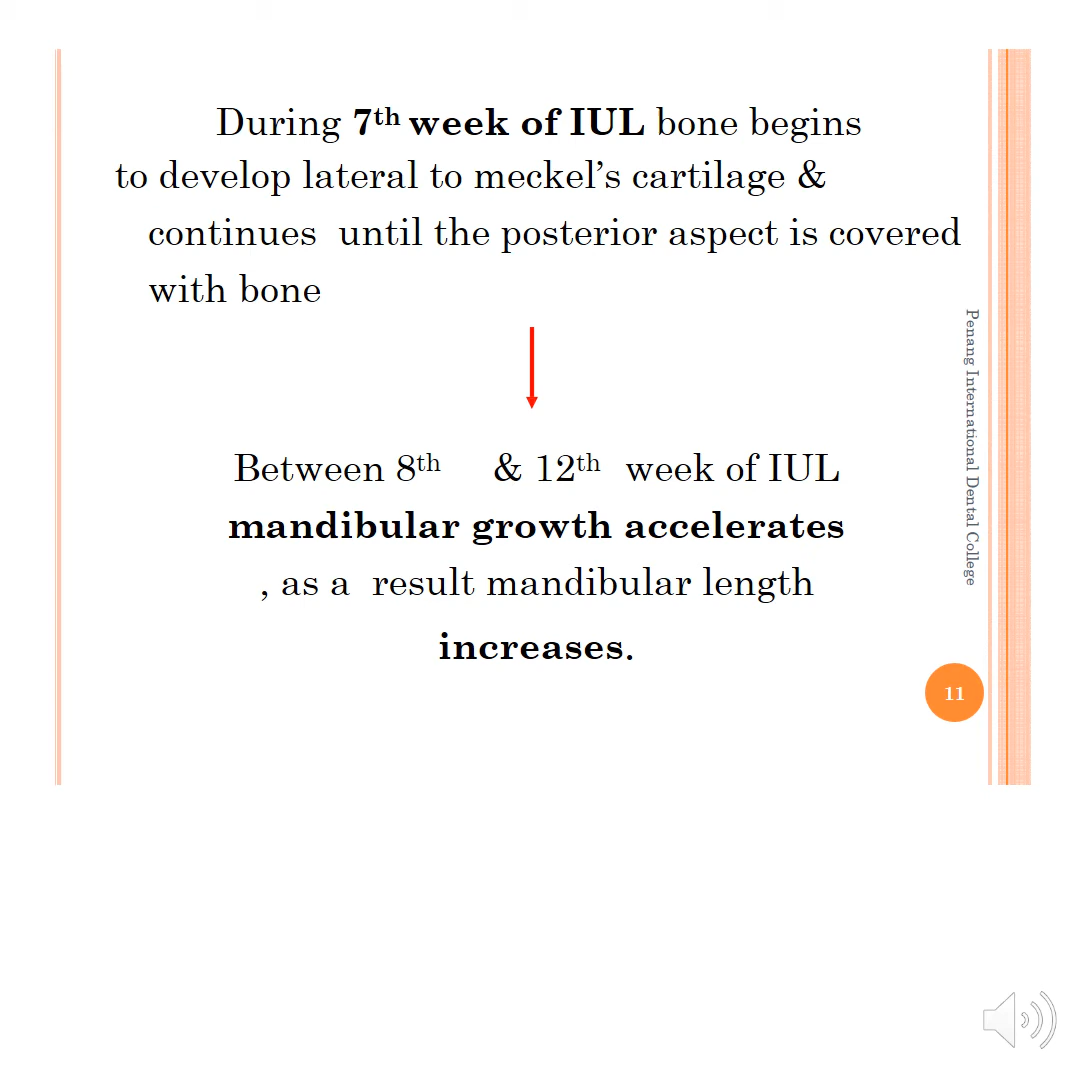 During 7th week of IUL bone begins
to develop lateral to meckel’s cartilage &
continues until the posterior aspect is covered
with bone
Between 8th & 12th week of IUL
mandibular growth accelerates
, as a result mandibular length
increases.
Penang International Dental College
11